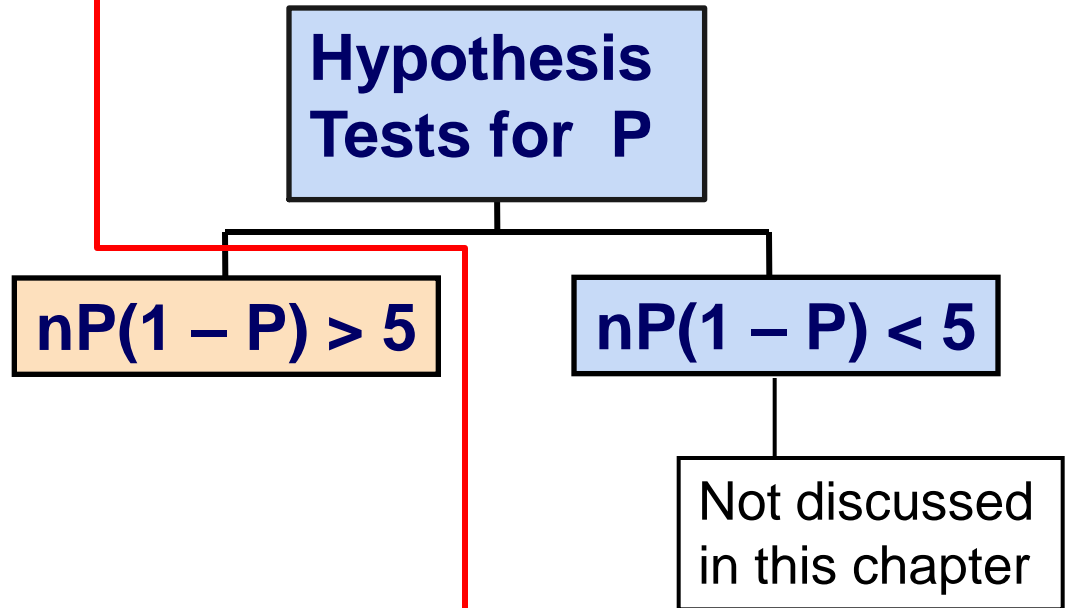 Hypothesis
Tests for P
nP(1 – P) > 5
nP(1 – P) < 5
Not discussed
in this chapter